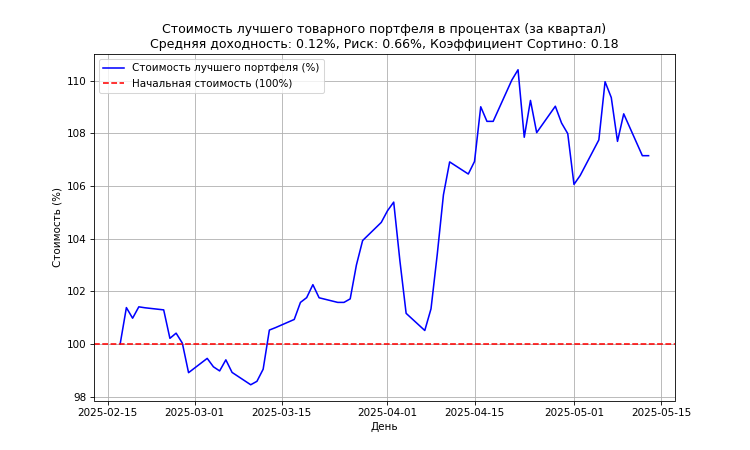 Стоимость лучшего товарного портфеля в процентах (за квартал)
Средняя доходность: 0.12%, Риск: 0.66%, Коэффициент Сортино: 0.18
Стоимость лучшего портфеля (%)
Начальная стоимость (100%)
Стоимость (%)
110
108
106
104
102
100
98
2025-02-15 2025-03-01 2025-03-15 2025-04-01 2025-04-15 2025-05-01 2025-05-15
День